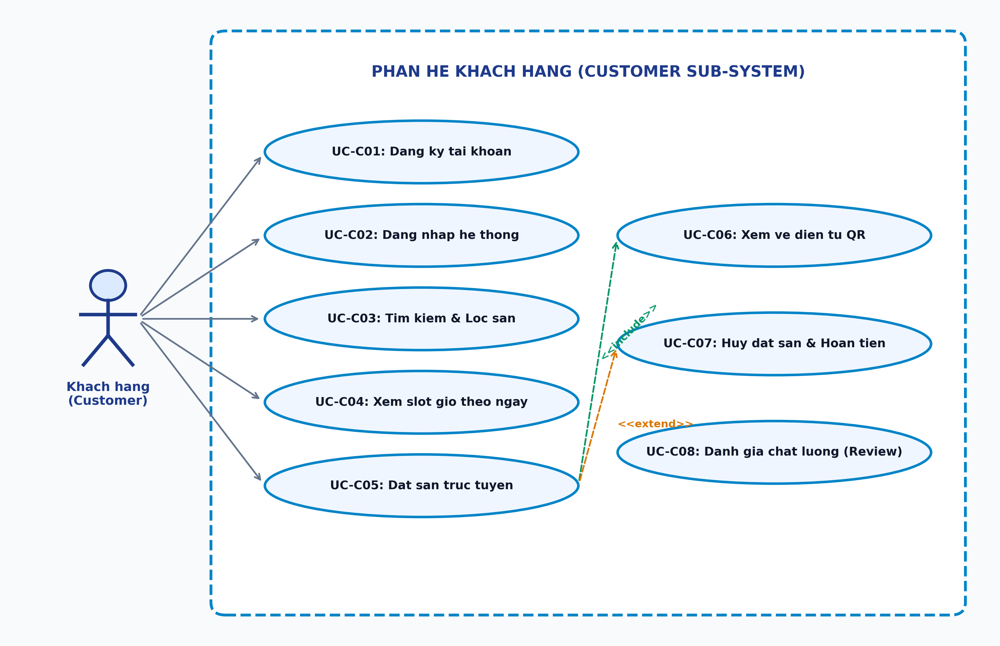 PHAN HE KHACH HANG (CUSTOMER SUB-SYSTEM)
UC-C01: Dang ky tai khoan
UC-C02: Dang nhap he thong
UC-C06: Xem ve dien tu QR
UC-C03: Tim kiem & Loc san
<<include>>
UC-C07: Huy dat san & Hoan tien
Khach hang
(Customer)
UC-C04: Xem slot gio theo ngay
<<extend>>
UC-C08: Danh gia chat luong (Review)
UC-C05: Dat san truc tuyen